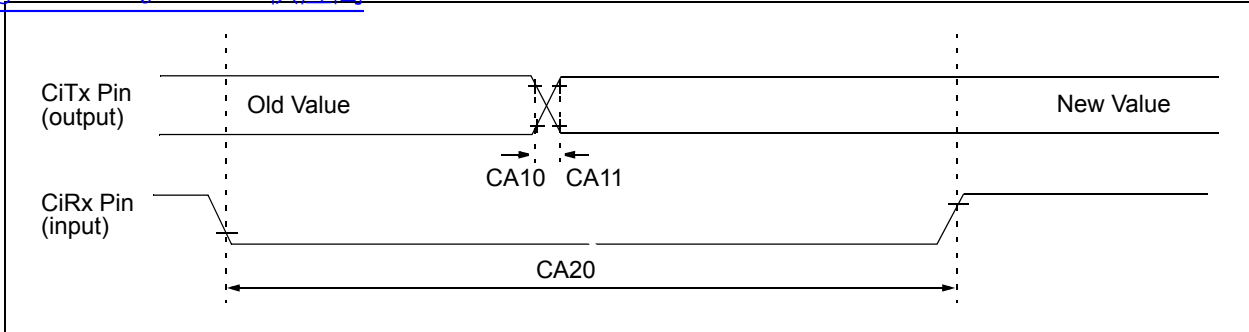 CiTx Pin
(output)
Old Value
New Value
CA10 CA11
CiRx Pin
(input)
CA20